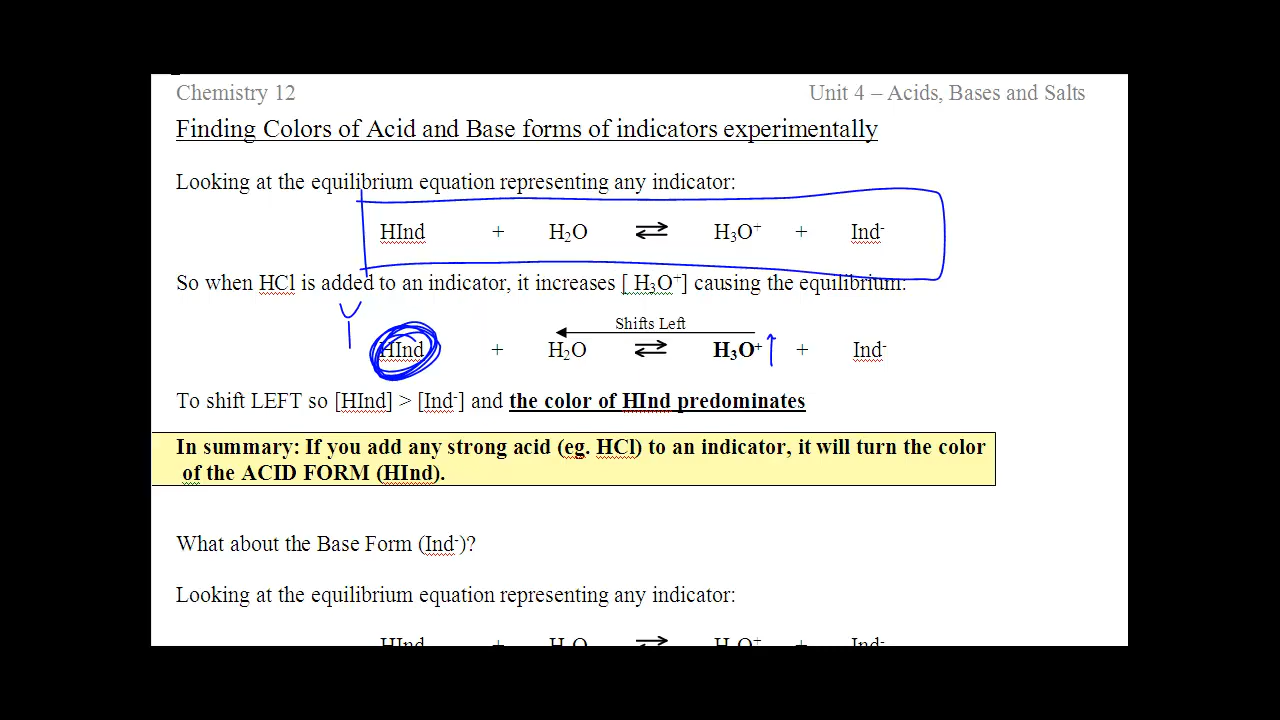 Chemistry 12 Unit 4 – Acids, Bases and Salts
Finding Colors of Acid and Base forms of indicators experimentally
Looking at the equilibrium equation representing any indicator:
HInd + H₂O ⇄ H₃O⁺ + Ind⁻
So when HCl is added to an indicator, it increases [ H₃O⁺] causing the equilibrium:
Y
Shifts Left
HInd + H₂O ⇄ H₃O⁺ ↑ + Ind⁻
To shift LEFT so [HInd] > [Ind⁻] and the color of HInd predominates
In summary: If you add any strong acid (eg. HCl) to an indicator, it will turn the color
of the ACID FORM (HInd).
What about the Base Form (Ind⁻)?
Looking at the equilibrium equation representing any indicator:
HInd + H₂O ⇄ H₃O⁺ + Ind⁻